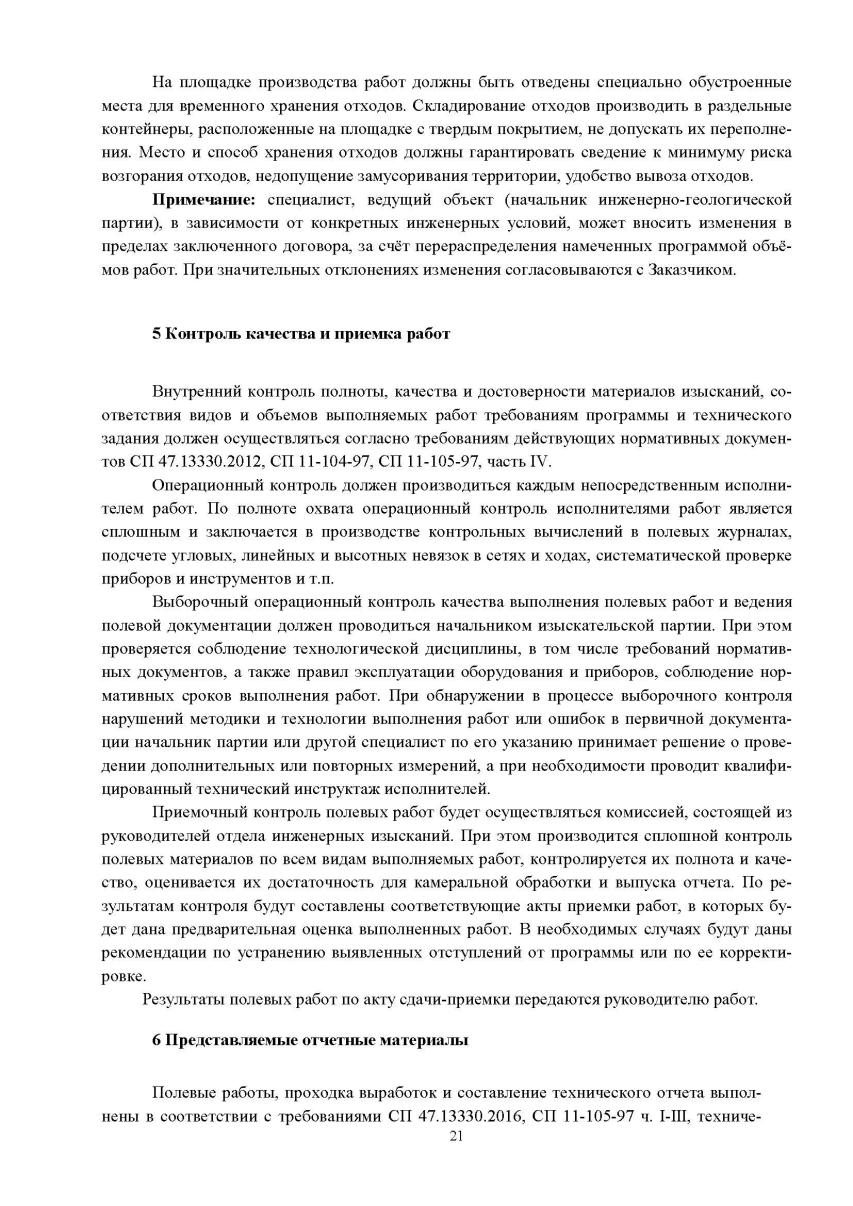 На площадке производства работ должны быть отведены специально обустроенные
места для временного хранения отходов. Складирование отходов производить в раздельные
контейнеры, расположенные на площадке с твердым покрытием, не допускать их переполне-
ния. Место и способ хранения отходов должны гарантировать сведение к минимуму риска
возгорания отходов, недопущение замусоривания территории, удобство вывоза отходов.
Примечание: специалист, ведущий объект (начальник инженерно-геологической
партии), в зависимости от конкретных инженерных условий, может вносить изменения в
пределах заключенного договора, за счёт перераспределения намеченных программой объё-
мов работ. При значительных отклонениях изменения согласовываются с Заказчиком.
5 Контроль качества и приемка работ
Внутренний контроль полноты, качества и достоверности материалов изысканий, со-
ответствия видов и объемов выполняемых работ требованиям программы и технического
задания должен осуществляться согласно требованиям действующих нормативных докумен-
тов СП 47.13330.2012, СП 11-104-97, СП 11-105-97, часть IV.
Операционный контроль должен производиться каждым непосредственным исполни-
телем работ. По полноте охвата операционный контроль исполнителями работ является
сплошным и заключается в производстве контрольных вычислений в полевых журналах,
подсчете угловых, линейных и высотных невязок в сетях и ходах, систематической проверке
приборов и инструментов и т.п.
Выборочный операционный контроль качества выполнения полевых работ и ведения
полевой документации должен проводиться начальником изыскательской партии. При этом
проверяется соблюдение технологической дисциплины, в том числе требований норматив-
ных документов, а также правил эксплуатации оборудования и приборов, соблюдение нор-
мативных сроков выполнения работ. При обнаружении в процессе выборочного контроля
нарушений методики и технологии выполнения работ или ошибок в первичной документа-
ции начальник партии или другой специалист по его указанию принимает решение о прове-
дении дополнительных или повторных измерений, а при необходимости проводит квалифи-
цированный технический инструктаж исполнителей.
Приемочный контроль полевых работ будет осуществляться комиссией, состоящей из
руководителей отдела инженерных изысканий. При этом производится сплошной контроль
полевых материалов по всем видам выполняемых работ, контролируется их полнота и каче-
ство, оценивается их достаточность для камеральной обработки и выпуска отчета. По ре-
зультатам контроля будут составлены соответствующие акты приемки работ, в которых бу-
дет дана предварительная оценка выполненных работ. В необходимых случаях будут даны
рекомендации по устранению выявленных отступлений от программы или по ее корректи-
ровке.
Результаты полевых работ по акту сдачи-приемки передаются руководителю работ.
6 Представляемые отчетные материалы
Полевые работы, проходка выработок и составление технического отчета выпол-
нены в соответствии с требованиями СП 47.13330.2016, СП 11-105-97 ч. I-III, техниче-
21